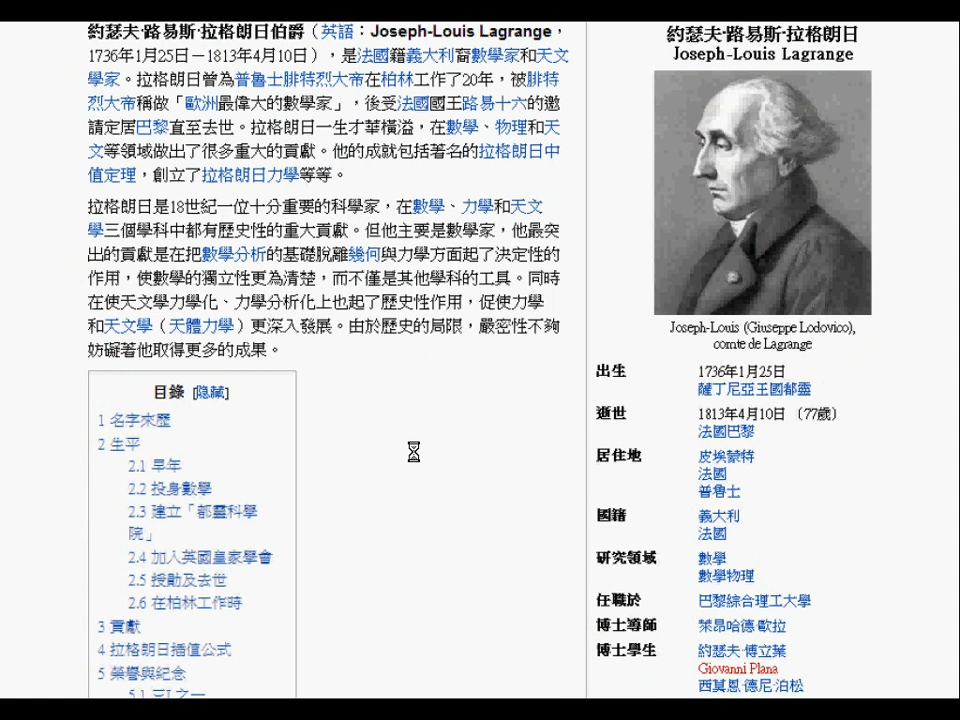 約瑟夫·路易斯·拉格朗日伯爵（英語：Joseph-Louis Lagrange，
1736年1月25日－1813年4月10日），是法國籍義大利裔數學家和天文
學家。拉格朗日曾為普魯士腓特烈大帝在柏林工作了20年，被腓特
烈大帝稱做「歐洲最偉大的數學家」，後受法國國王路易十六的邀
請定居巴黎直至去世。拉格朗日一生才華橫溢，在數學、物理和天
文等領域做出了很多重大的貢獻。他的成就包括著名的拉格朗日中
值定理，創立了拉格朗日力學等等。
拉格朗日是18世紀一位十分重要的科學家，在數學、力學和天文
學三個學科中都有歷史性的重大貢獻。但他主要是數學家，他最突
出的貢獻是在把數學分析的基礎脫離幾何與力學方面起了決定性的
作用，使數學的獨立性更為清楚，而不僅是其他學科的工具。同時
在使天文學力學化、力學分析化上也起了歷史性作用，促使力學
和天文學（天體力學）更深入發展。由於歷史的局限，嚴密性不夠
妨礙著他取得更多的成果。
目錄 [隐藏]
1 名字來歷
2 生平
2.1 早年
2.2 投身數學
2.3 建立「都靈科學
院」
2.4 加入英國皇家學會
2.5 授勛及去世
2.6 在柏林工作時
3 貢獻
4 拉格朗日插值公式
5 榮譽與紀念
約瑟夫·路易斯·拉格朗日
Joseph-Louis Lagrange
Joseph-Louis (Giuseppe Lodovico),
comte de Lagrange
出生 1736年1月25日
薩丁尼亞王國都靈
逝世 1813年4月10日 （77歲）
法國巴黎
居住地 皮埃蒙特
法國
普魯士
國籍 義大利
法國
研究領域 數學
數學物理
任職於 巴黎綜合理工大學
博士導師 萊昂哈德·歐拉
博士學生 約瑟夫·傅立葉
Giovanni Plana
西莫恩·德尼·泊松